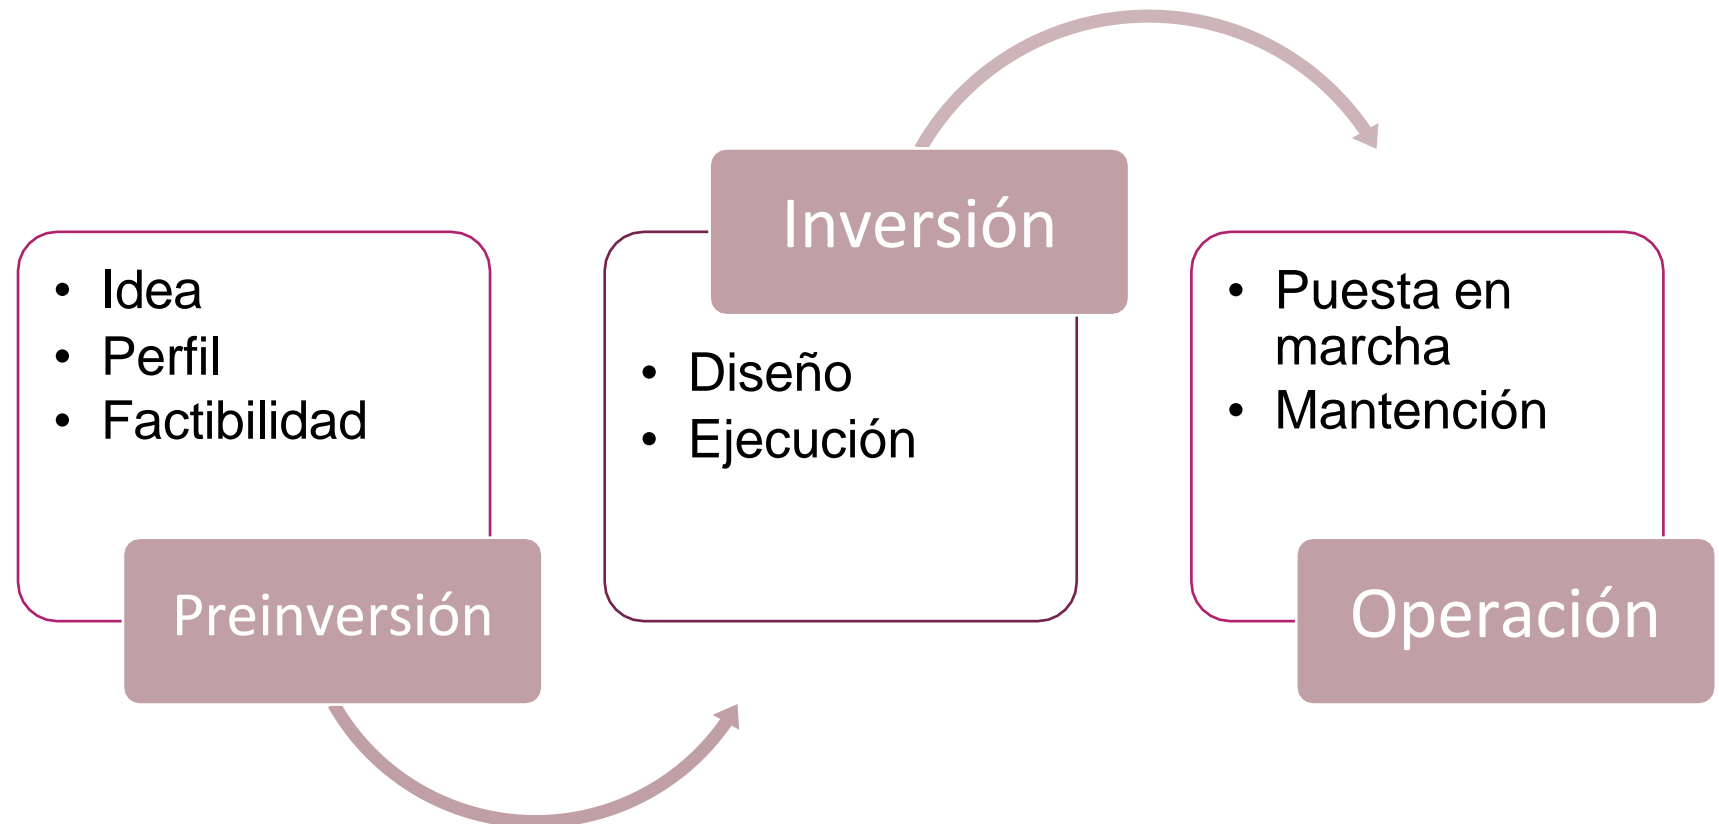 • Idea
• Perfil
• Factibilidad
Preinversión
Inversión
• Diseño
• Ejecución
• Puesta en
marcha
• Mantención
Operación